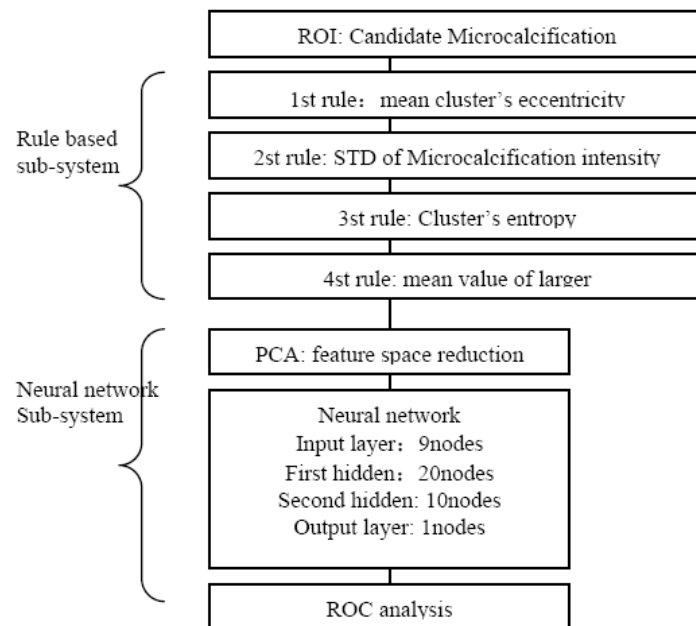 ROI: Candidate Microcalcification
1st rule：mean cluster's eccentricity
Rule based
sub-system
2st rule: STD of Microcalcification intensity
3st rule: Cluster's entropy
4st rule: mean value of larger
PCA: feature space reduction
Neural network
Sub-system
Neural network
Input layer：9nodes
First hidden：20nodes
Second hidden: 10nodes
Output layer: 1nodes
ROC analysis